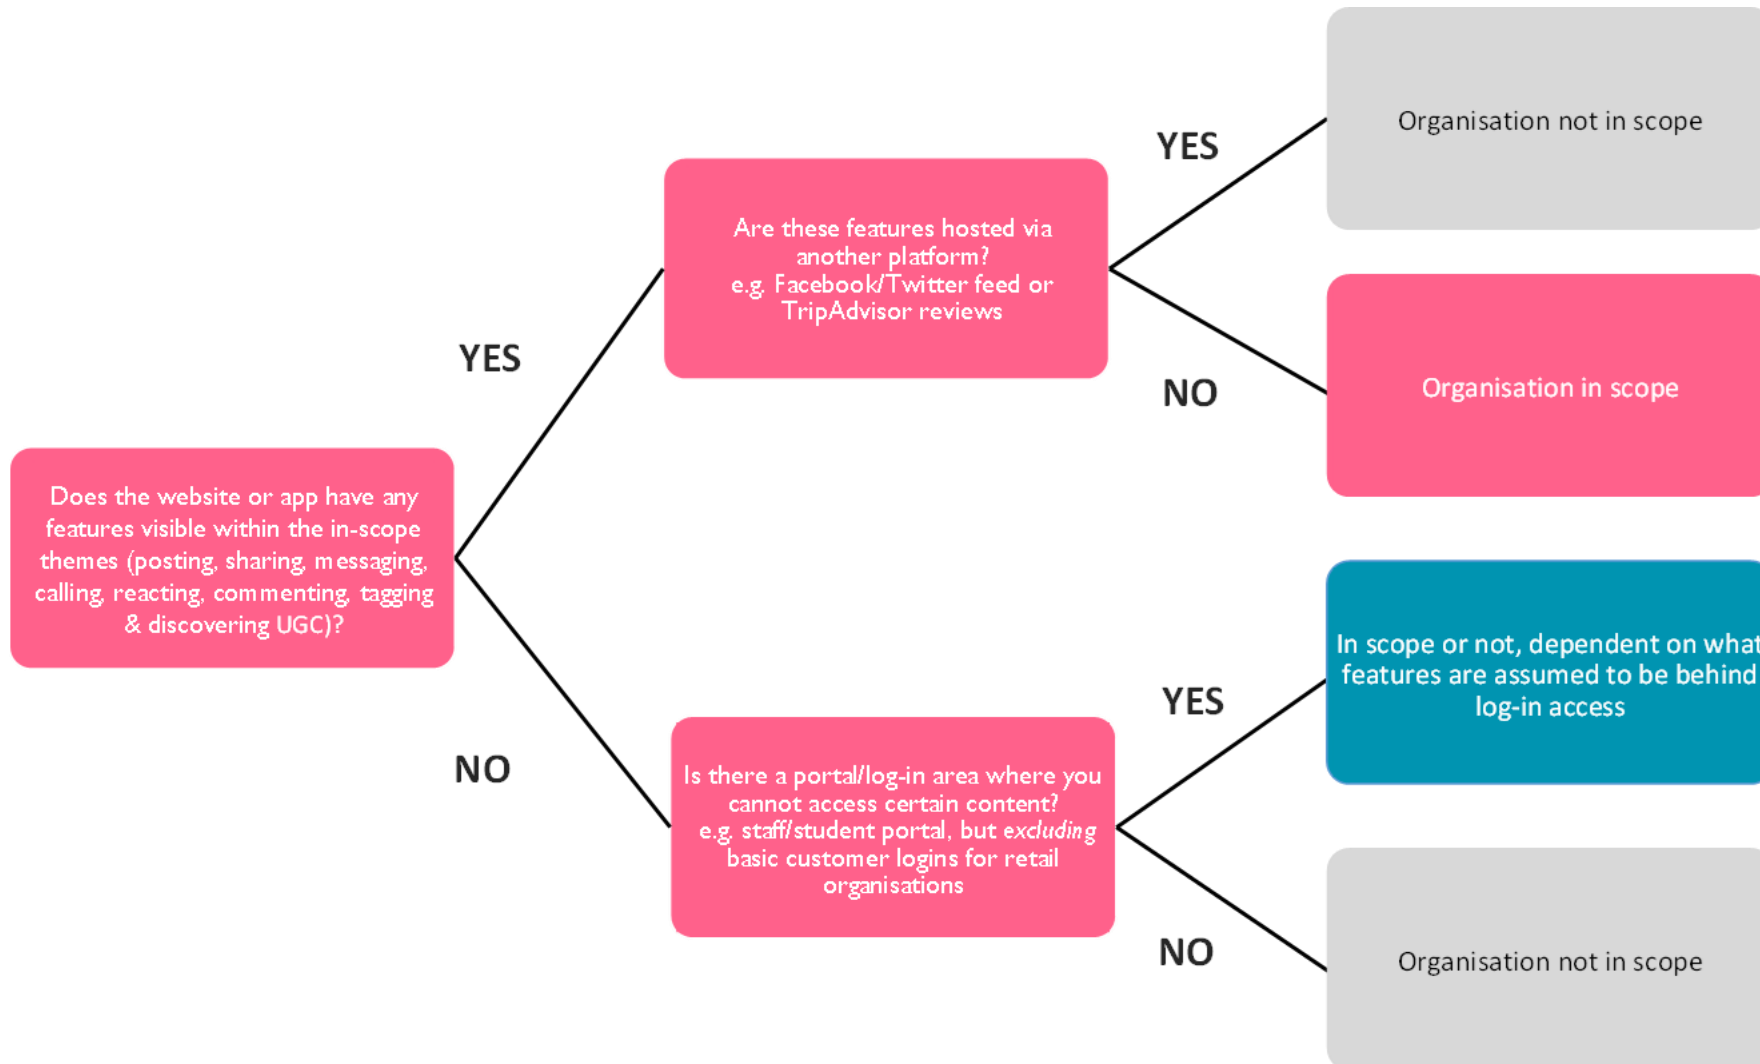 Does the website or app have any
features visible within the in-scope
themes (posting, sharing, messaging,
calling, reacting, commenting, tagging
& discovering UGC)?
YES
NO
Are these features hosted via
another platform?
e.g. Facebook/Twitter feed or
TripAdvisor reviews
YES
NO
Organisation not in scope
Organisation in scope
Is there a portal/log-in area where you
cannot access certain content?
e.g. staff/student portal, but excluding
basic customer logins for retail
organisations
YES
NO
In scope or not, dependent on what
features are assumed to be behind
log-in access
Organisation not in scope